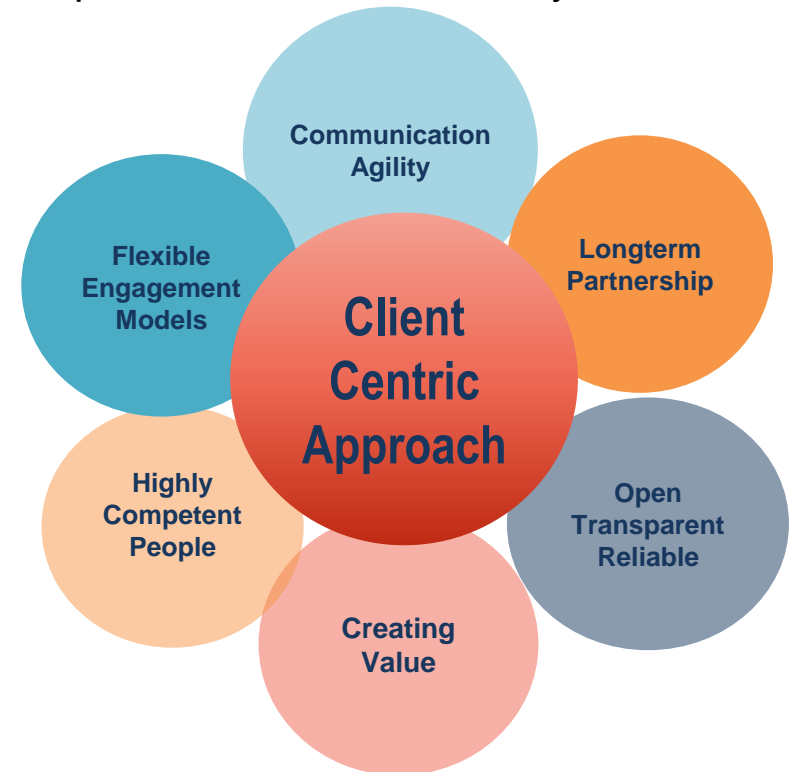 Communication
Agility
Longterm
Partnership
Flexible
Engagement
Models
Client
Centric
Approach
Highly
Competent
People
Open
Transparent
Reliable
Creating
Value